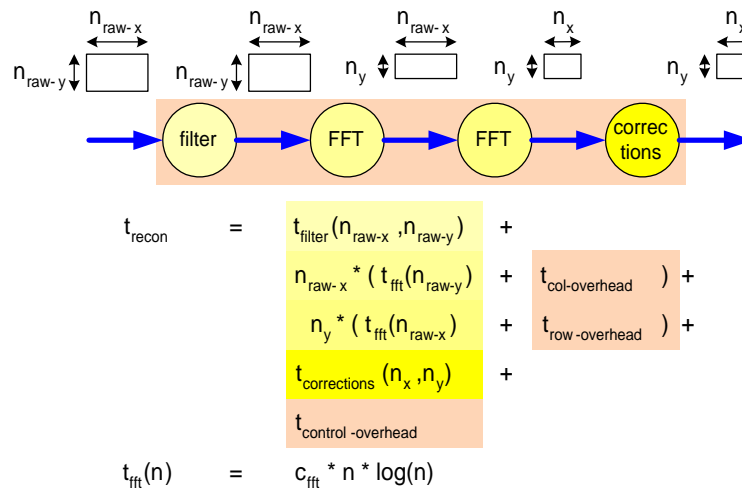 n raw-x n raw-x n raw-x n x n x
n raw-y n raw-y n y n y n y
filter FFT FFT correc
tions
t recon = t filter (n raw-x ,n raw-y ) +
n raw-x * ( t fft (n raw-y ) + t col-overhead ) +
n y * ( t fft (n raw-x ) + t row-overhead ) +
t corrections (n x ,n y ) +
t control-overhead
t fft (n) = c fft * n * log(n)